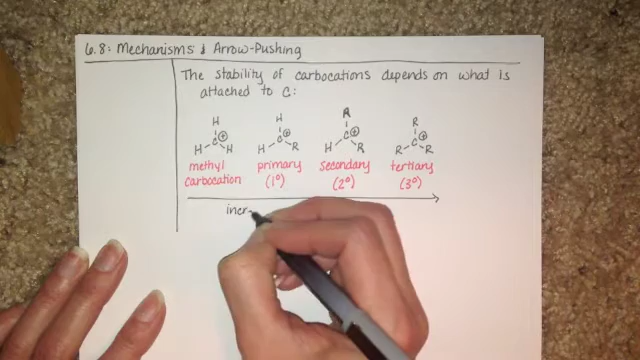 6.8: Mechanisms & Arrow-Pushing
The stability of carbocations depends on what is
attached to C:
H H R R
C⊕ C⊕ C⊕ C⊕
H H H R H R R R
methyl primary secondary tertiary
carbocation (1°) (2°) (3°)
incr